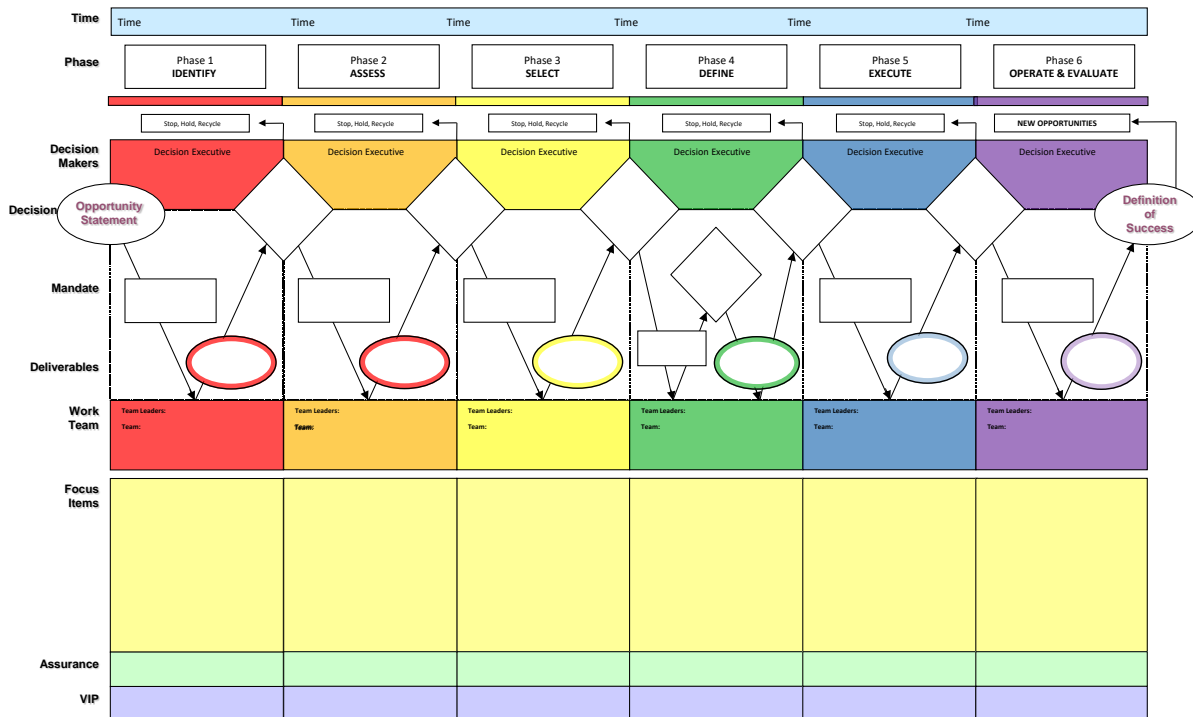 Time
Time Time Time Time Time Time
Phase
Phase 1 Phase 2 Phase 3 Phase 4 Phase 5 Phase 6
IDENTIFY ASSESS SELECT DEFINE EXECUTE OPERATE & EVALUATE
Stop, Hold, Recycle Stop, Hold, Recycle Stop, Hold, Recycle Stop, Hold, Recycle Stop, Hold, Recycle NEW OPPORTUNITIES
Decision
Makers
Decision Executive Decision Executive Decision Executive Decision Executive Decision Executive Decision Executive
Decision
Opportunity
Statement
Definition
of
Success
Mandate
Deliverables
Work
Team
Team Leaders: Team Leaders: Team Leaders: Team Leaders: Team Leaders: Team Leaders:
Team: Team: Team: Team: Team: Team:
Focus
Items
Assurance
VIP